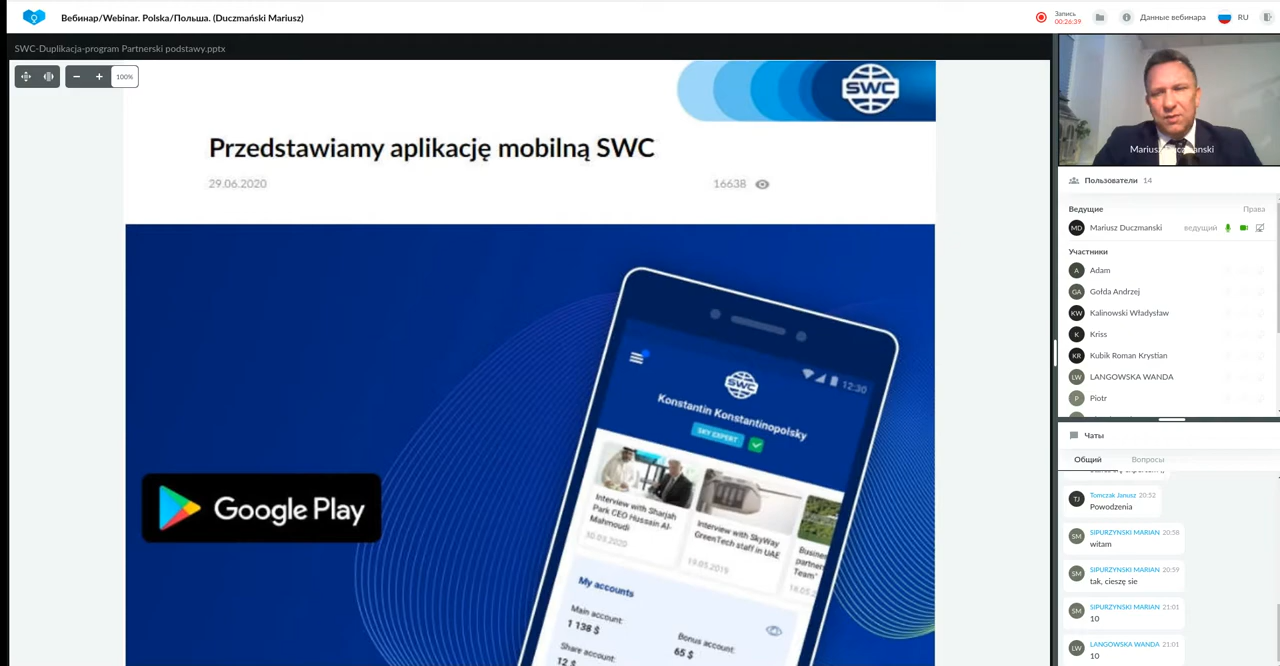 Вебинар/Webinar. Polska/Польша. (Duczmański Mariusz)
Запись
00:26:39
Данные вебинара
RU
SWC-Duplikacja-program Partnerski podstawy.pptx
100%
SWC
Przedstawiamy aplikację mobilną SWC
29.06.2020
16638
Google Play
12:30
SWC
Konstantin Konstantinopolsky
SKY EXPERT
Interview with Sharjah
Park CEO Hussain Al-
Mahmoudi
30.03.2020
Interview with SkyWay
GreenTech staff in UAE
19.05.2019
My accounts
Main account:
1 138 $
Bonus account:
65 $
Share account:
12 $
Mariusz Duczmanski
Пользователи 14
Ведущие
Права
MD
Mariusz Duczmanski
ведущий
Участники
A
Adam
GA
Gołda Andrzej
KW
Kalinowski Władysław
K
Kriss
KR
Kubik Roman Krystian
LW
LANGOWSKA WANDA
P
Piotr
Чаты
Общий
Вопросы
TJ
Tomczak Janusz 20:52
Powodzenia
SM
SIPURZYNSKI MARIAN 20:58
witam
SM
SIPURZYNSKI MARIAN 20:59
tak, cieszę sie
SM
SIPURZYNSKI MARIAN 21:01
10
LW
LANGOWSKA WANDA 21:01
10